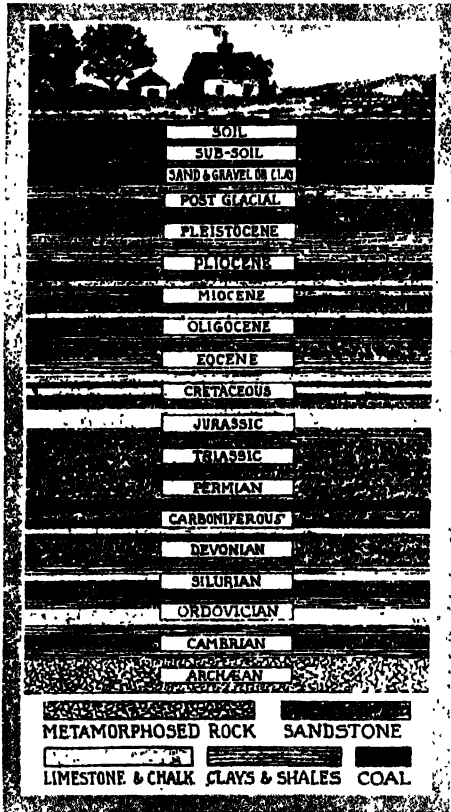 SOIL
SUB-SOIL
SAND & GRAVEL OR CLAY
POST GLACIAL
PLEISTOCENE
PLIOCENE
MIOCENE
OLIGOCENE
EOCENE
CRETACEOUS
JURASSIC
TRIASSIC
PERMIAN
CARBONIFEROUS
DEVONIAN
SILURIAN
ORDOVICIAN
CAMBRIAN
ARCHÆAN
METAMORPHOSED ROCK SANDSTONE
LIMESTONE & CHALK CLAYS & SHALES COAL